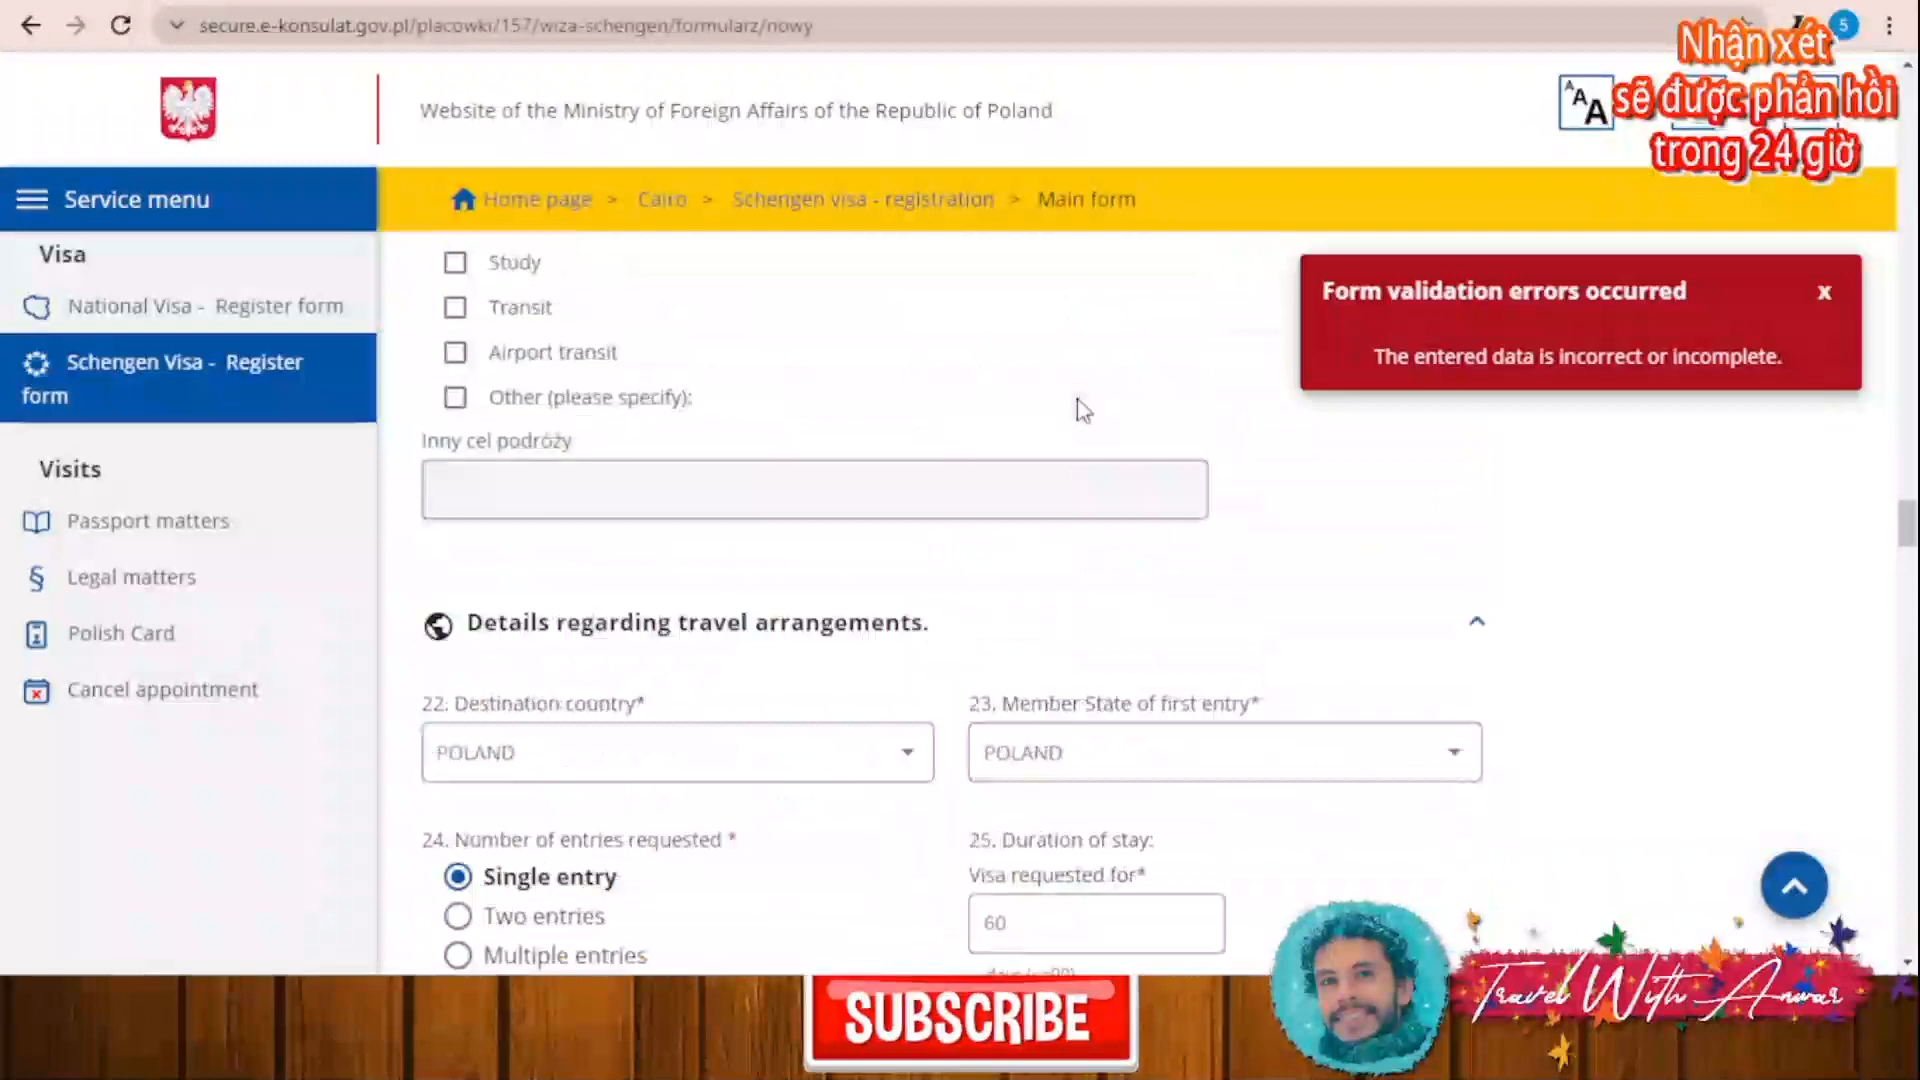 secure.e-konsulat.gov.pl/placowki/157/wiza-schengen/formularz/nowy
5
Nhận xét
sẽ được phản hồi
trong 24 giờ
Website of the Ministry of Foreign Affairs of the Republic of Poland
AAA
Service menu
Home page > Cairo > Schengen visa - registration > Main form
Visa
National Visa - Register form
Schengen Visa - Register
form
Visits
Passport matters
Legal matters
Polish Card
Cancel appointment
Study
Transit
Airport transit
Other (please specify):
Inny cel podróży
Form validation errors occurred
x
The entered data is incorrect or incomplete.
Details regarding travel arrangements.
22. Destination country*
POLAND
23. Member State of first entry*
POLAND
24. Number of entries requested *
Single entry
Two entries
Multiple entries
25. Duration of stay:
Visa requested for*
60
SUBSCRIBE
Travel With Anwar